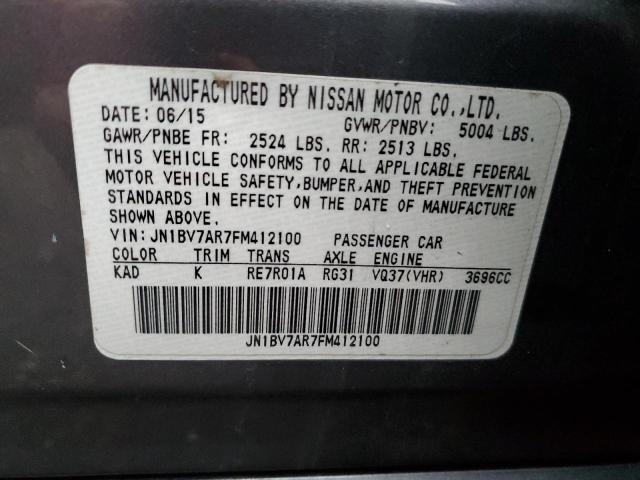 MANUFACTURED BY NISSAN MOTOR CO.,LTD.
DATE: 06/15 GVWR/PNBV: 5004 LBS.
GAWR/PNBE FR: 2524 LBS. RR: 2513 LBS.
THIS VEHICLE CONFORMS TO ALL APPLICABLE FEDERAL
MOTOR VEHICLE SAFETY,BUMPER,AND THEFT PREVENTION
STANDARDS IN EFFECT ON THE DATE OF MANUFACTURE
SHOWN ABOVE.
VIN:JN1BV7AR7FM412100 PASSENGER CAR
COLOR TRIM TRANS AXLE ENGINE
KAD K RE7R01A RG31 VQ37(VHR) 3696CC
JN1BV7AR7FM412100